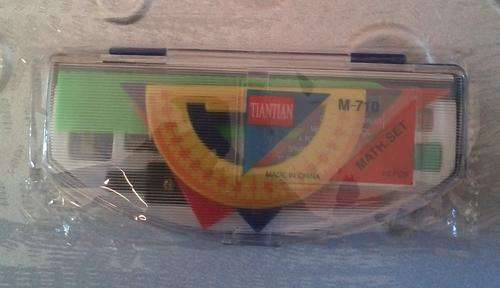 TIANTIAN
M-710
MATH SET
MADE IN CHINA